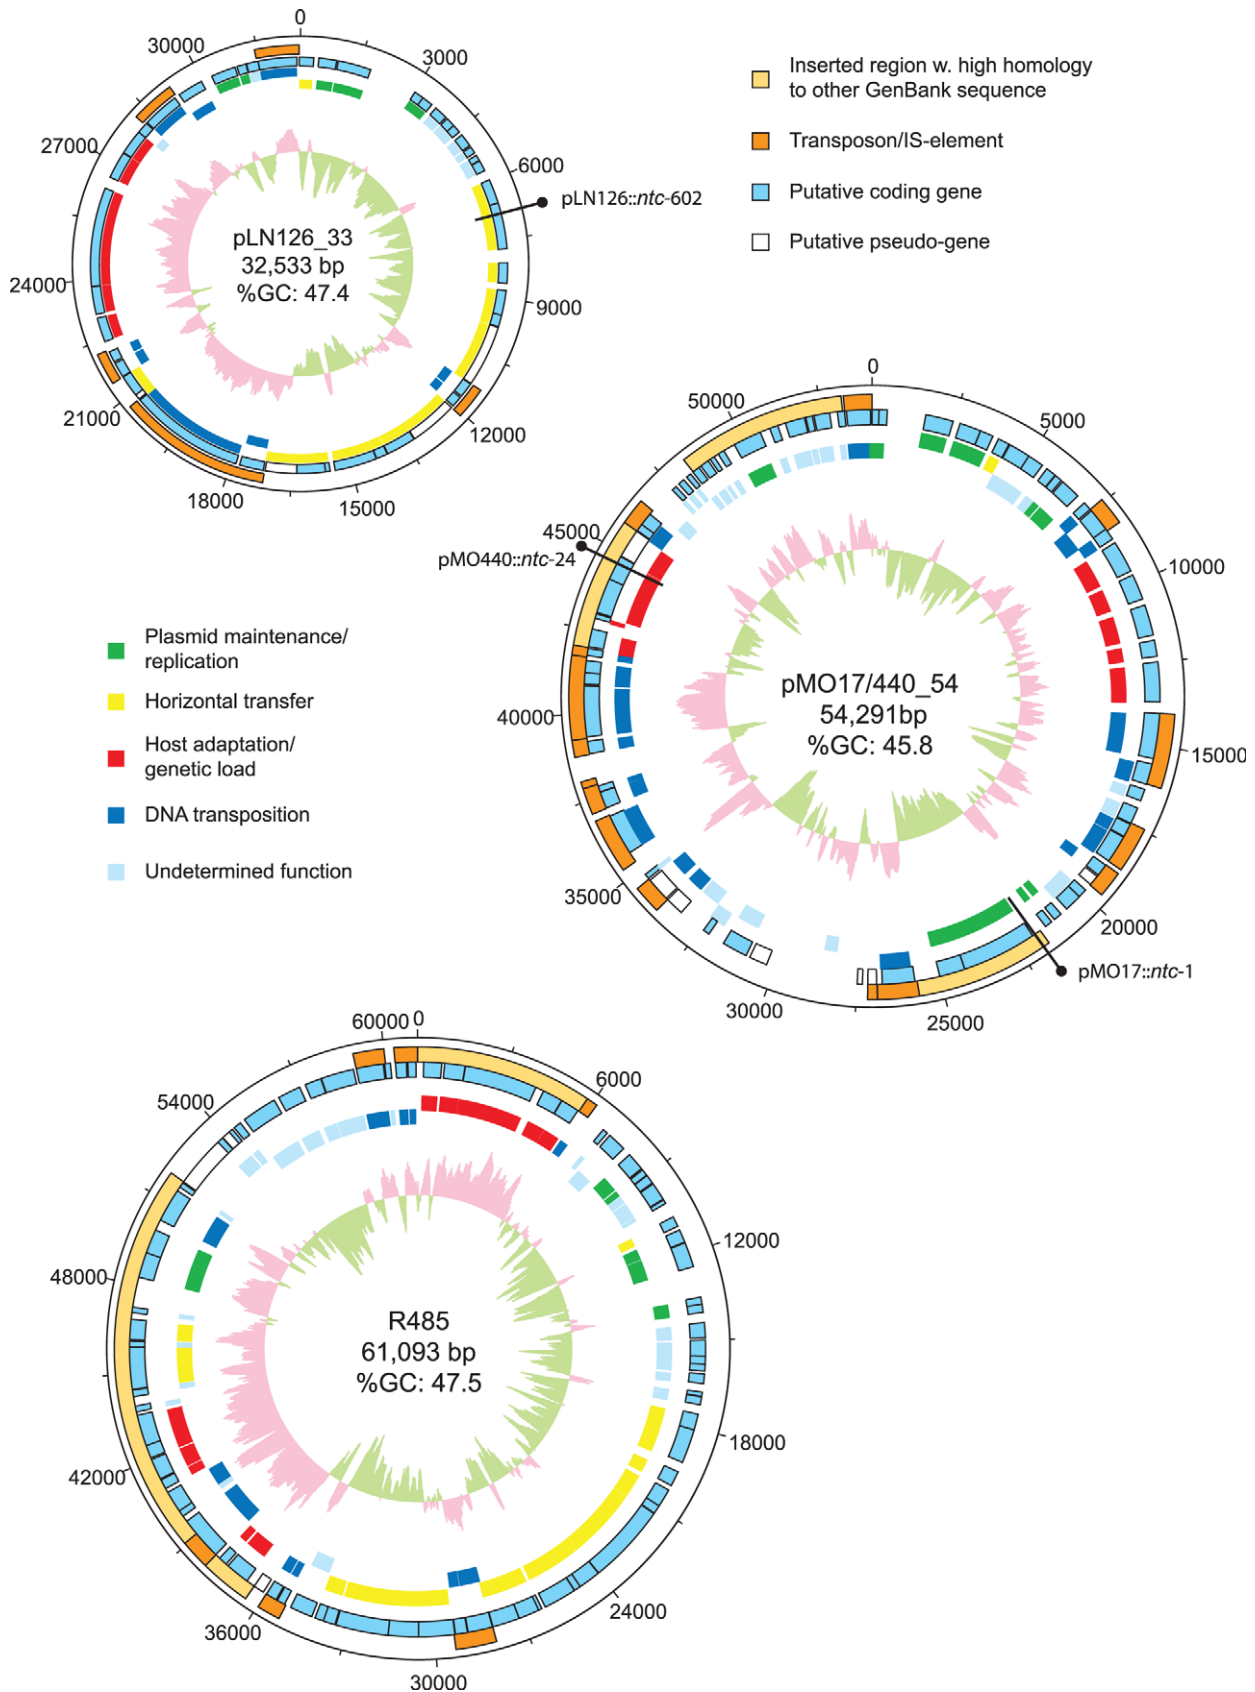 0
30000
3000
27000
6000
pLN126::ntc-602
pLN126_33
32,533 bp
%GC: 47.4
24000
9000
21000
12000
18000
15000
Inserted region w. high homology
to other GenBank sequence
Transposon/IS-element
Putative coding gene
Putative pseudo-gene
0
50000
5000
45000
pMO440::ntc-24
10000
pMO17/440_54
54,291bp
%GC: 45.8
40000
15000
35000
20000
pMO17::ntc-1
30000
25000
Plasmid maintenance/
replication
Horizontal transfer
Host adaptation/
genetic load
DNA transposition
Undetermined function
60000
0
6000
54000
12000
48000
R485
61,093 bp
%GC: 47.5
18000
42000
24000
36000
30000